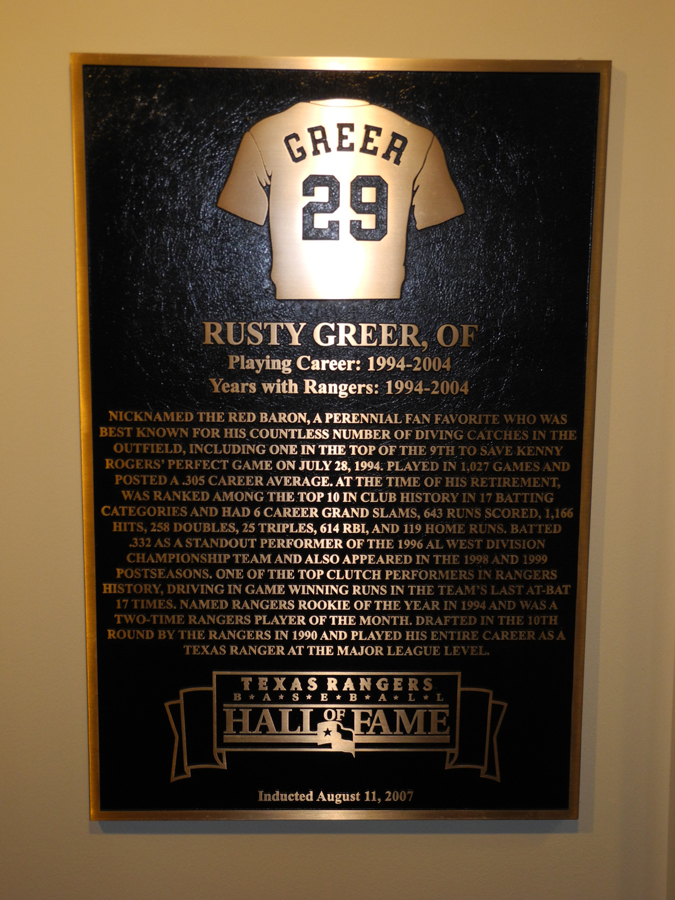 GREER
29
RUSTY GREER, OF
Playing Career: 1994-2004
Years with Rangers: 1994-2004
NICKNAMED THE RED BARON, A PERENNIAL FAN FAVORITE WHO WAS
BEST KNOWN FOR HIS COUNTLESS NUMBER OF DIVING CATCHES IN THE
OUTFIELD, INCLUDING ONE IN THE TOP OF THE 9TH TO SAVE KENNY
ROGERS' PERFECT GAME ON JULY 28, 1994. PLAYED IN 1,027 GAMES AND
POSTED A .305 CAREER AVERAGE. AT THE TIME OF HIS RETIREMENT,
WAS RANKED AMONG THE TOP 10 IN CLUB HISTORY IN 17 BATTING
CATEGORIES AND HAD 6 CAREER GRAND SLAMS, 643 RUNS SCORED, 1,166
HITS, 258 DOUBLES, 25 TRIPLES, 614 RBI, AND 119 HOME RUNS. BATTED
.332 AS A STANDOUT PERFORMER OF THE 1996 AL WEST DIVISION
CHAMPIONSHIP TEAM AND ALSO APPEARED IN THE 1998 AND 1999
POSTSEASONS. ONE OF THE TOP CLUTCH PERFORMERS IN RANGERS
HISTORY, DRIVING IN GAME WINNING RUNS IN THE TEAM'S LAST AT-BAT
17 TIMES. NAMED RANGERS ROOKIE OF THE YEAR IN 1994 AND WAS A
TWO-TIME RANGERS PLAYER OF THE MONTH. DRAFTED IN THE 10TH
ROUND BY THE RANGERS IN 1990 AND PLAYED HIS ENTIRE CAREER AS A
TEXAS RANGER AT THE MAJOR LEAGUE LEVEL.
TEXAS RANGERS
B★A★S★E★B★A★L★L
HALL OF FAME
Inducted August 11, 2007